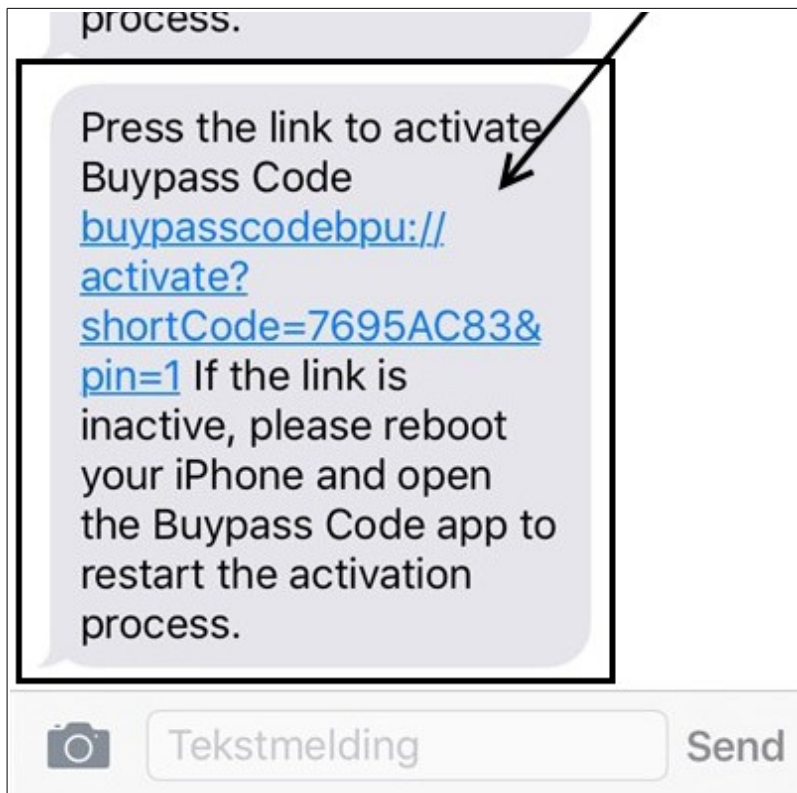 process.
Press the link to activate
Buypass Code
buypasscodebpu://
activate?
shortCode=7695AC83&
pin=1 If the link is
inactive, please reboot
your iPhone and open
the Buypass Code app to
restart the activation
process.
Tekstmelding
Send